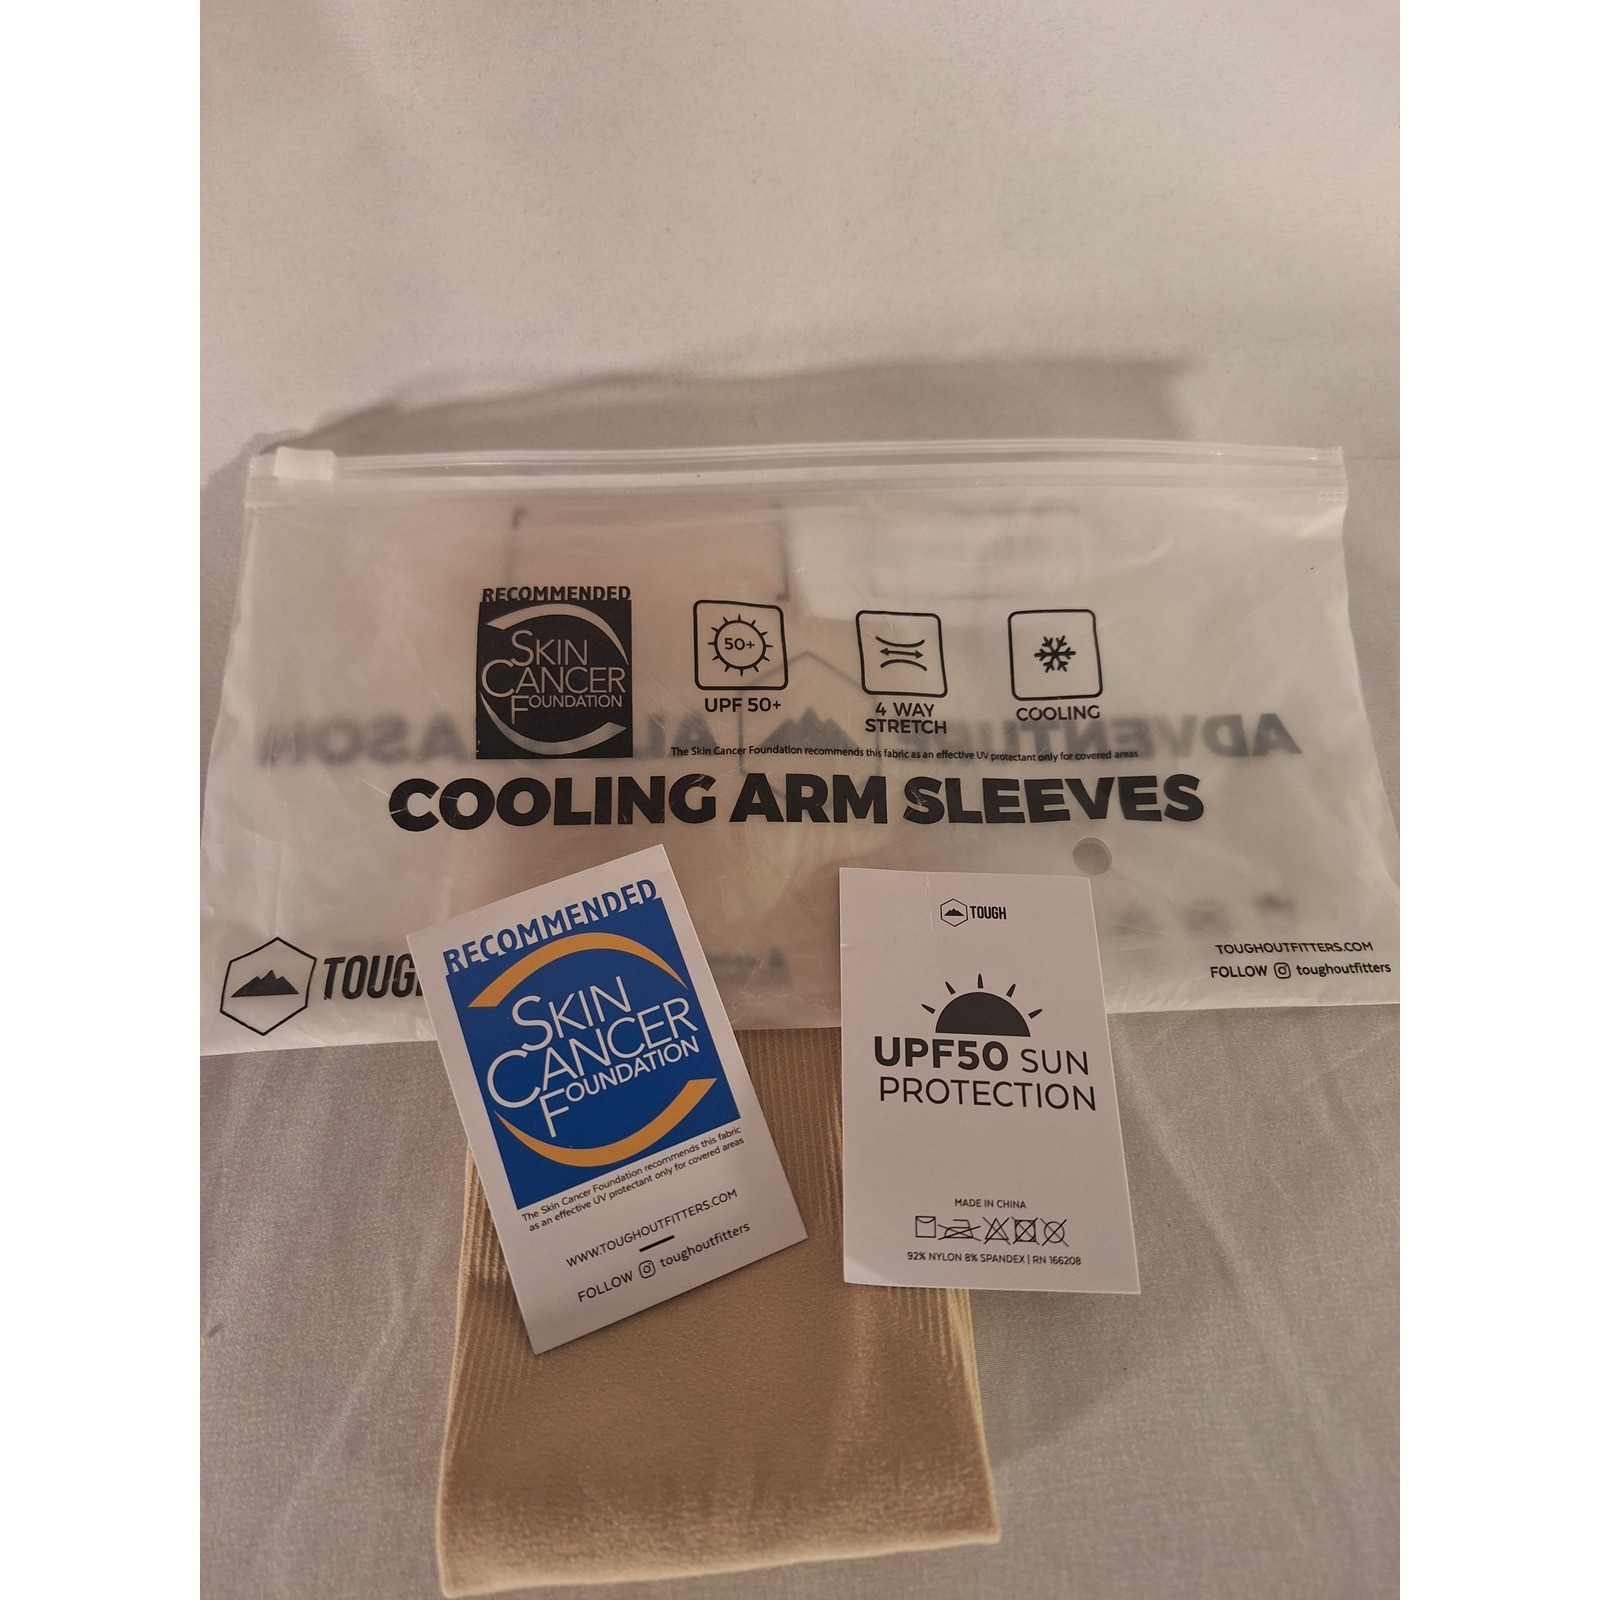 RECOMMENDED
SKIN
CANCER
FOUNDATION
50+
UPF 50+
4 WAY
STRETCH
COOLING
The Skin Cancer Foundation recommends this fabric as an effective UV protectant only for covered areas
COOLING ARM SLEEVES
TOUGH
TOUGHOUTFITTERS.COM
FOLLOW toughoutfitters
RECOMMENDED
SKIN
CANCER
FOUNDATION
The Skin Cancer Foundation recommends this fabric
as an effective UV protectant only for covered areas
WWW.TOUGHOUTFITTERS.COM
FOLLOW toughoutfitters
TOUGH
UPF50 SUN
PROTECTION
MADE IN CHINA
92% NYLON 8% SPANDEX | RN 166208